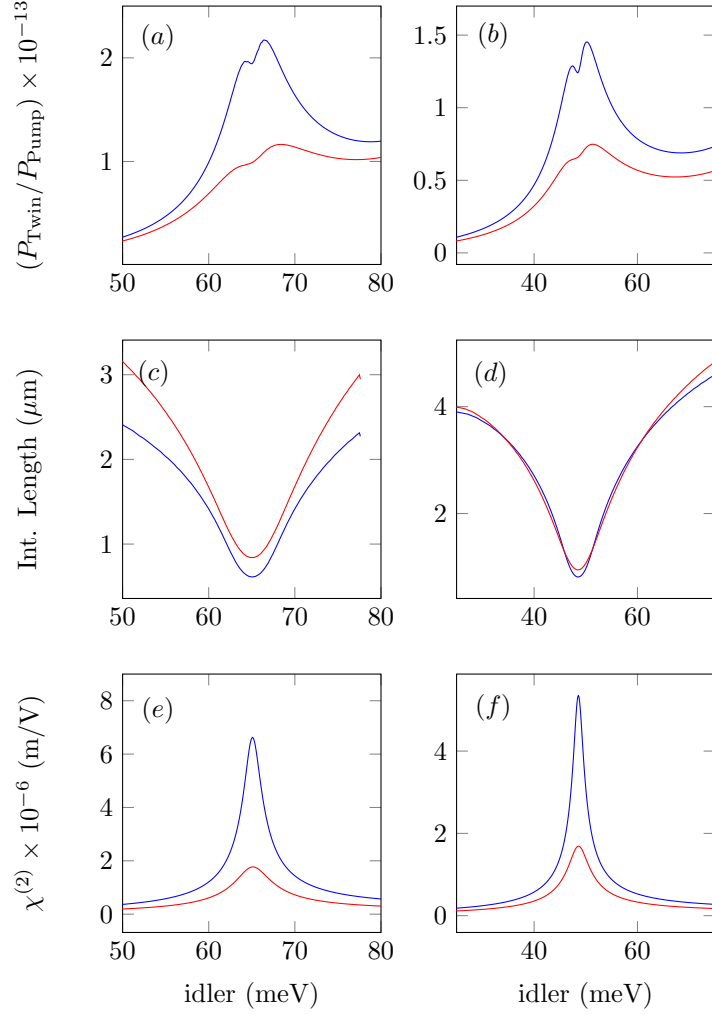 (P_Twin/P_Pump) × 10^−13
(a)
2
1
50 60 70 80
(b)
1.5
1
0.5
0
40 60
Int. Length (μm)
(c)
3
2
1
50 60 70 80
(d)
4
2
40 60
χ^(2) × 10^−6 (m/V)
(e)
8
6
4
2
0
50 60 70 80
idler (meV)
(f)
4
2
0
40 60
idler (meV)